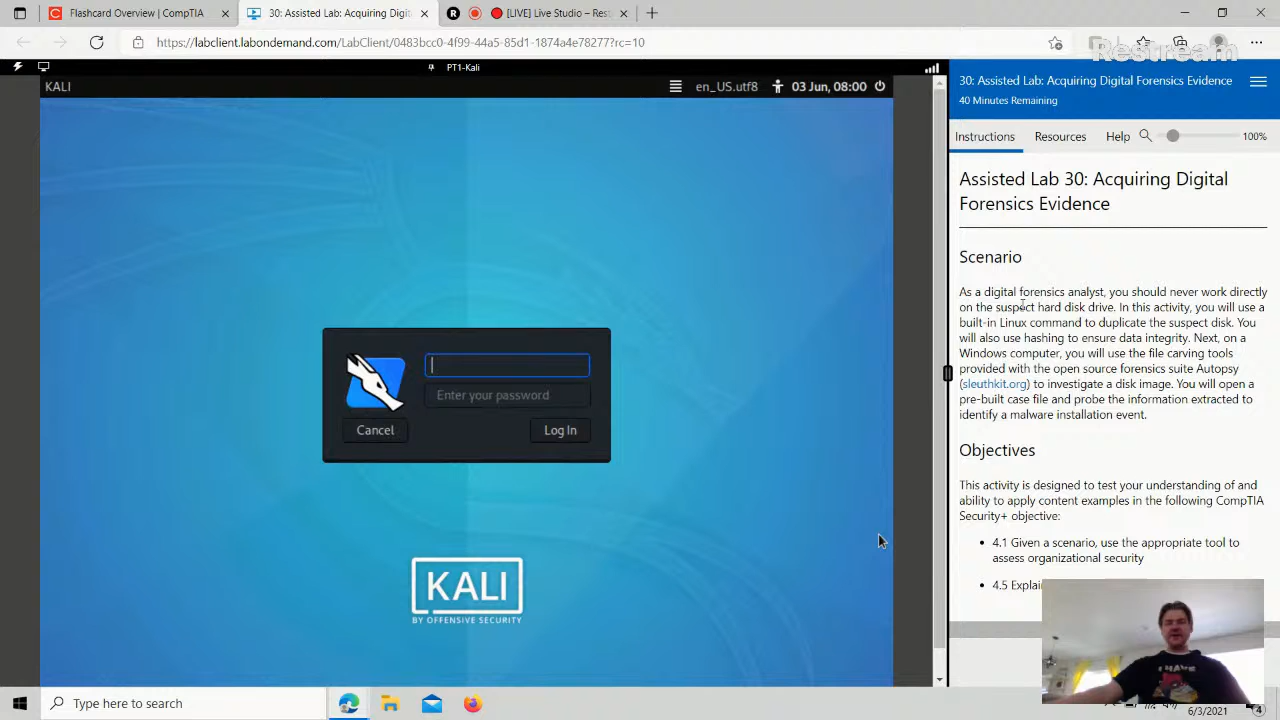 Flashcard Overview | CompTIA
30: Assisted Lab: Acquiring Digit
[LIVE] Live Studio – Rest
https://labclient.labondemand.com/LabClient/0483bcc0-4f99-44a5-85d1-1874a4e78277?rc=10
Restream
PT1-Kali
KALI
en_US.utf8
03 Jun, 08:00
Enter your password
Cancel
Log In
KALI
BY OFFENSIVE SECURITY
30: Assisted Lab: Acquiring Digital Forensics Evidence
40 Minutes Remaining
Instructions
Resources
Help
100%
Assisted Lab 30: Acquiring Digital
Forensics Evidence
Scenario
As a digital forensics analyst, you should never work directly
on the suspect hard disk drive. In this activity, you will use a
built-in Linux command to duplicate the suspect disk. You
will also use hashing to ensure data integrity. Next, on a
Windows computer, you will use the file carving tools
provided with the open source forensics suite Autopsy
(sleuthkit.org) to investigate a disk image. You will open a
pre-built case file and probe the information extracted to
identify a malware installation event.
Objectives
This activity is designed to test your understanding of and
ability to apply content examples in the following CompTIA
Security+ objective:
• 4.1 Given a scenario, use the appropriate tool to
assess organizational security
• 4.5 Explai
I HAVE
Type here to search
6/3/2021
4